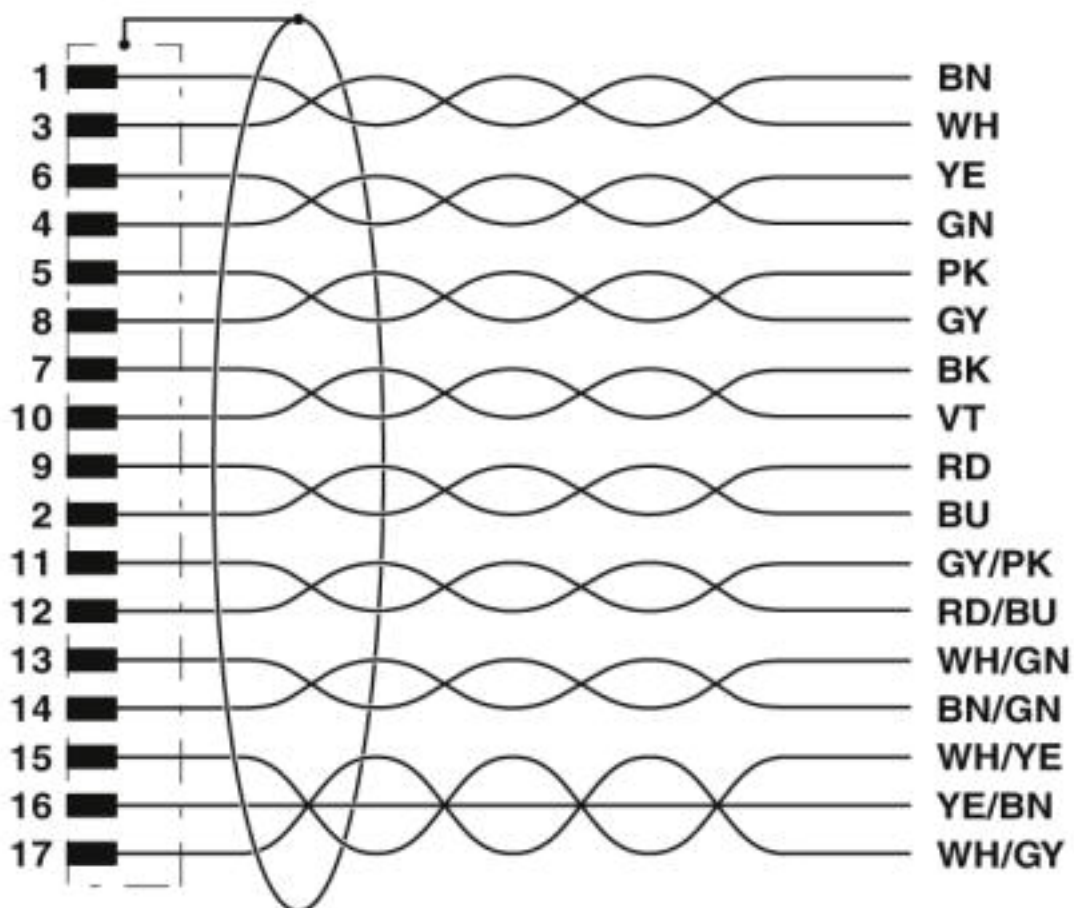 1 BN
3 WH
6 YE
4 GN
5 PK
8 GY
7 BK
10 VT
9 RD
2 BU
11 GY/PK
12 RD/BU
13 WH/GN
14 BN/GN
15 WH/YE
16 YE/BN
17 WH/GY